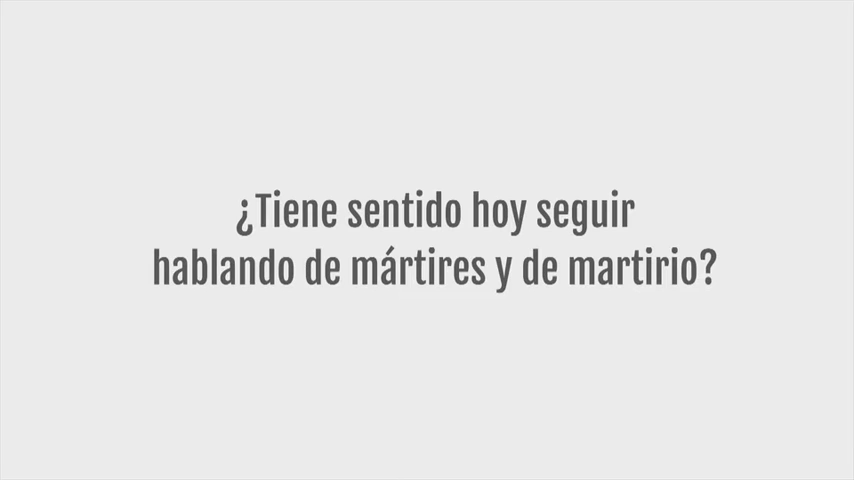 ¿Tiene sentido hoy seguir
hablando de mártires y de martirio?